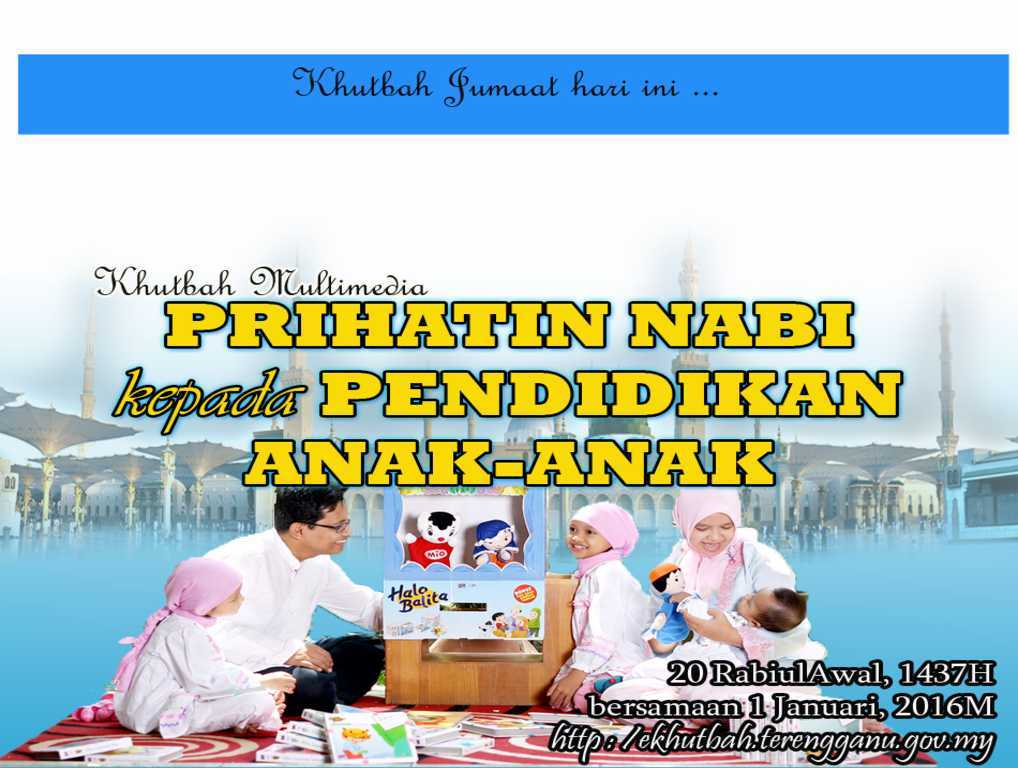 Khutbah Jumaat hari ini ...
Khutbah Multimedia
PRIHATIN NABI
kepada PENDIDIKAN
ANAK-ANAK
MiO
Halo
Balita
20 RabiulAwal, 1437H
bersamaan 1 Januari, 2016M
http : /ekhutbah.terengganu.gov.my